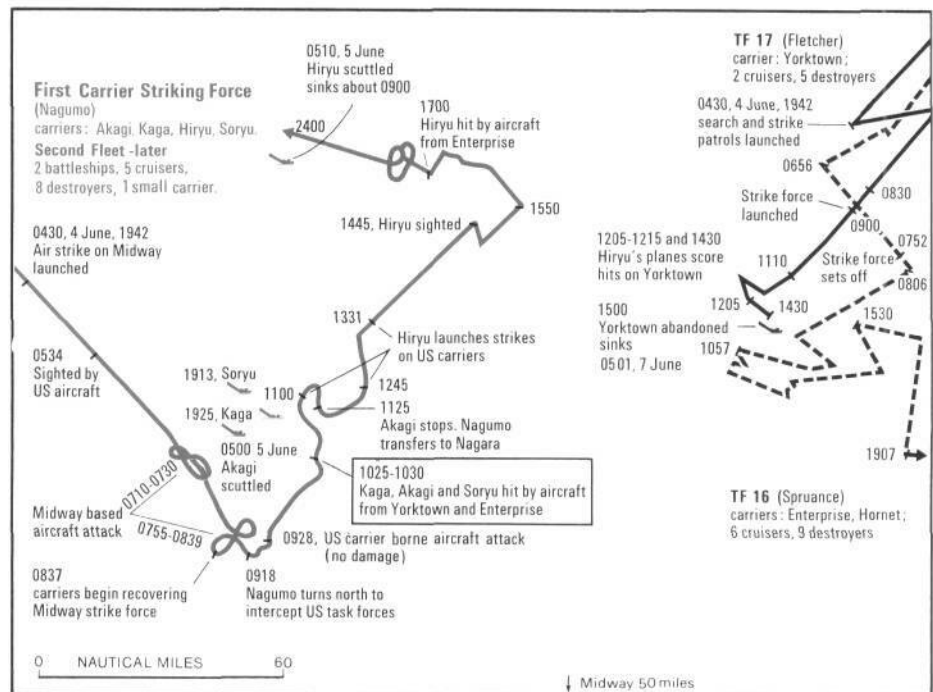 First Carrier Striking Force
(Nagumo)
carriers: Akagi, Kaga, Hiryu, Soryu.
Second Fleet -later
2 battleships, 5 cruisers,
8 destroyers, 1 small carrier.
0510, 5 June
Hiryu scuttled
sinks about 0900
2400
1700
Hiryu hit by aircraft
from Enterprise
1550
1445, Hiryu sighted
0430, 4 June, 1942
Air strike on Midway
launched
0534
Sighted by
US aircraft
1331
Hiryu launches strikes
on US carriers
1245
1913, Soryu
1100
1925, Kaga
1125
Akagi stops. Nagumo
transfers to Nagara
0500 5 June
Akagi
scuttled
1025-1030
Kaga, Akagi and Soryu hit by aircraft
from Yorktown and Enterprise
0710-0730
Midway based
aircraft attack
0755-0839
0928, US carrier borne aircraft attack
(no damage)
0837
carriers begin recovering
Midway strike force
0918
Nagumo turns north to
intercept US task forces
TF 17 (Fletcher)
carrier: Yorktown;
2 cruisers, 5 destroyers
0430, 4 June, 1942
search and strike
patrols launched
0656
0830
Strike force
launched
0900
0752
Strike force
sets off
0806
1205-1215 and 1430
Hiryu's planes score
hits on Yorktown
1110
1205
1430
1530
1500
Yorktown abandoned
sinks
0501, 7 June
1057
1907
TF 16 (Spruance)
carriers: Enterprise, Hornet;
6 cruisers, 9 destroyers
0 NAUTICAL MILES 60
↓ Midway 50 miles